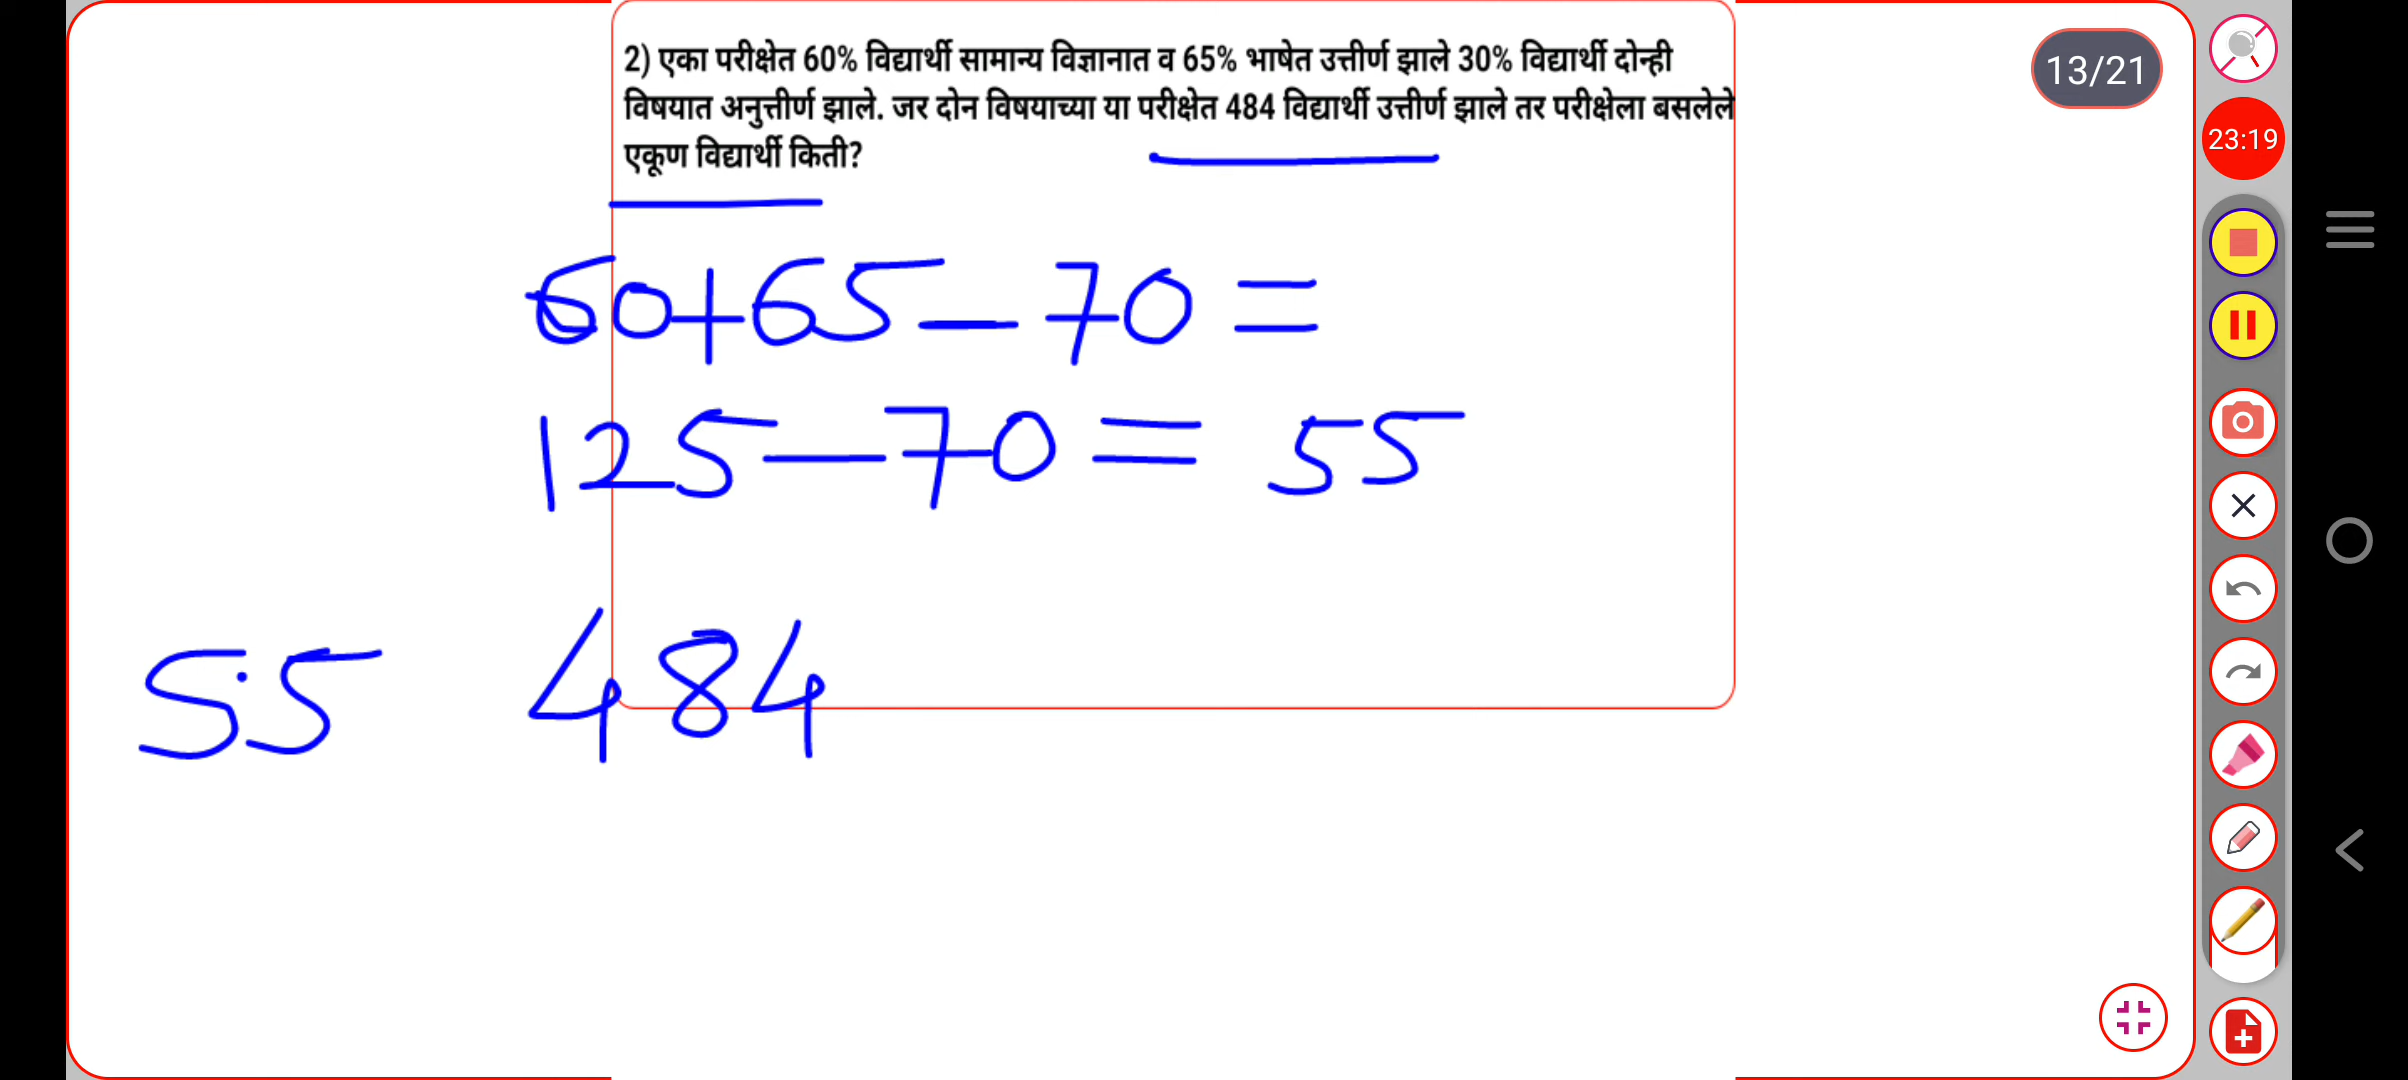 2) एका परीक्षेत 60% विद्यार्थी सामान्य विज्ञानात व 65% भाषेत उत्तीर्ण झाले 30% विद्यार्थी दोन्ही
विषयात अनुत्तीर्ण झाले. जर दोन विषयाच्या या परीक्षेत 484 विद्यार्थी उत्तीर्ण झाले तर परीक्षेला बसलेले
एकूण विद्यार्थी किती?
13/21
23:19
60+65-70=
125-70=55
55 484